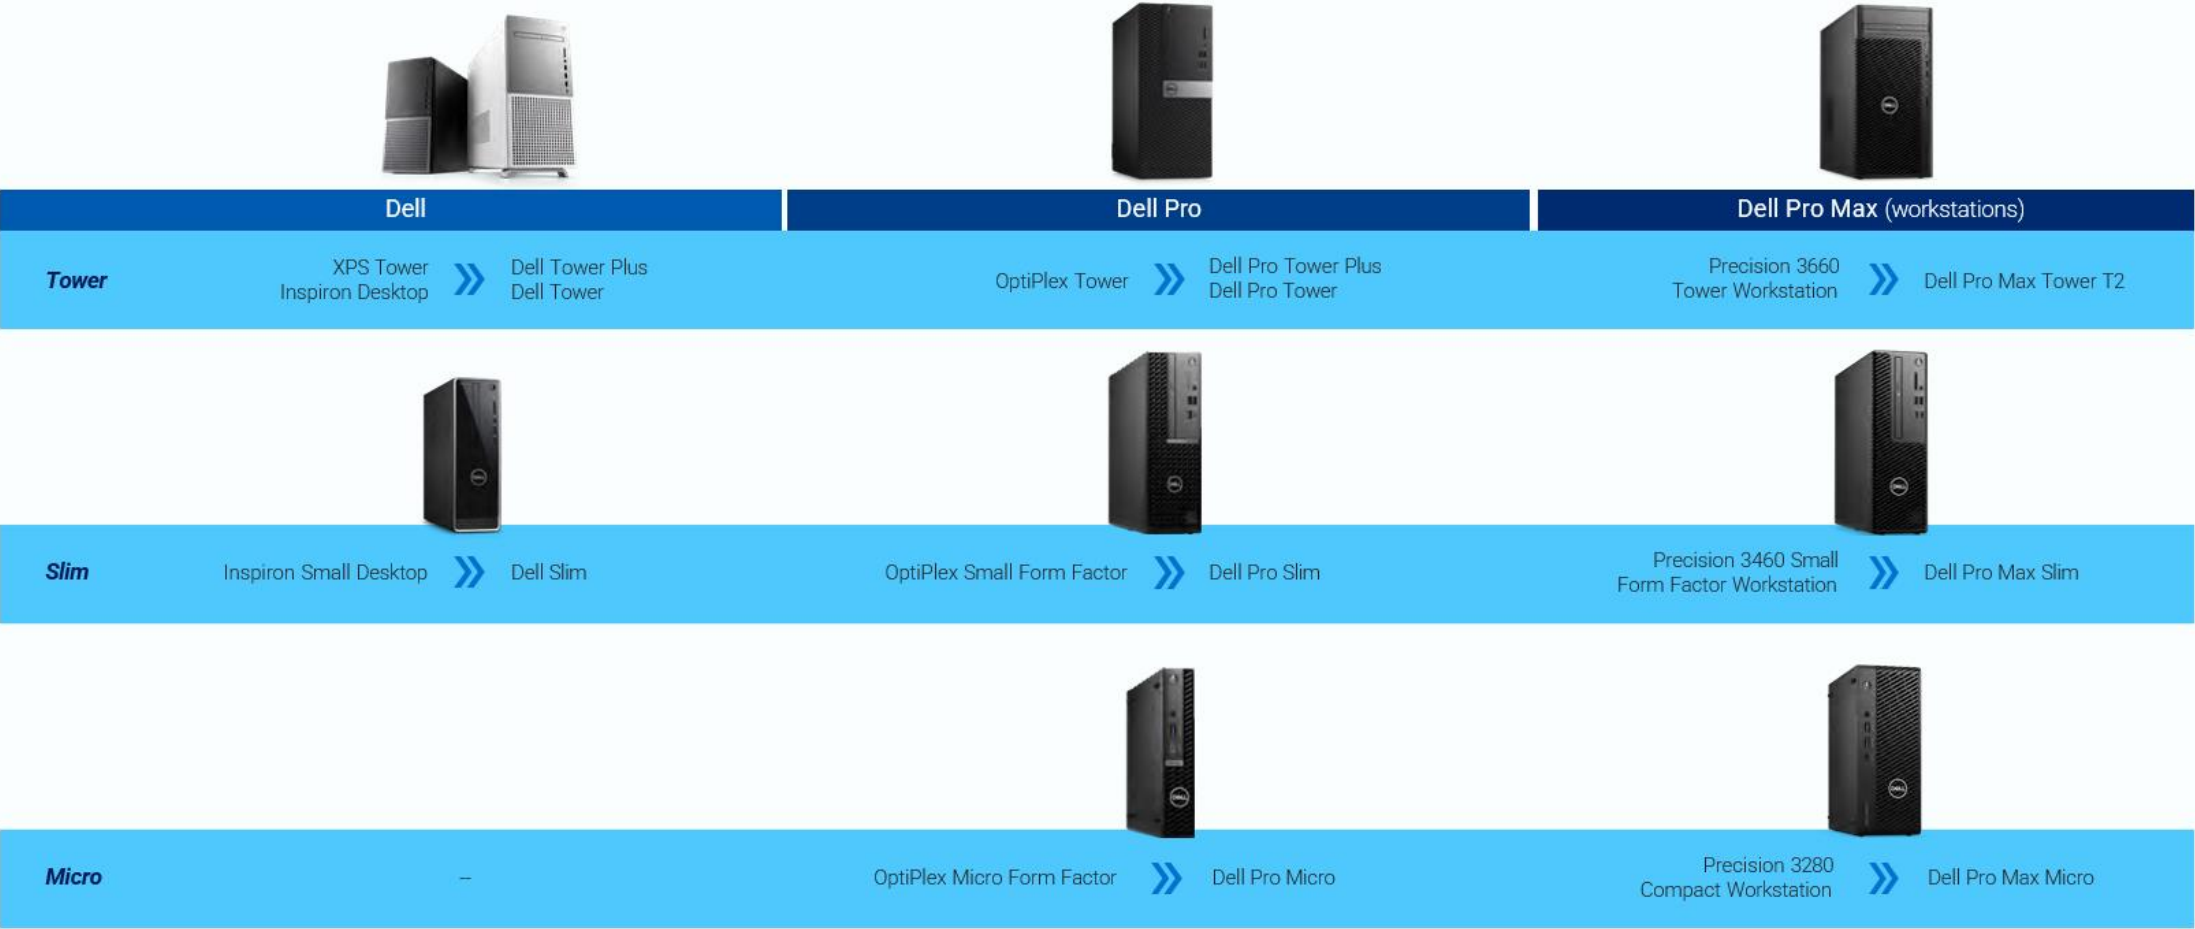 Dell
Dell Pro
Dell Pro Max (workstations)
Tower
XPS Tower
Inspiron Desktop
Dell Tower Plus
Dell Tower
OptiPlex Tower
Dell Pro Tower Plus
Dell Pro Tower
Precision 3660
Tower Workstation
Dell Pro Max Tower T2
Slim
Inspiron Small Desktop
Dell Slim
OptiPlex Small Form Factor
Dell Pro Slim
Precision 3460 Small
Form Factor Workstation
Dell Pro Max Slim
Micro
–
OptiPlex Micro Form Factor
Dell Pro Micro
Precision 3280
Compact Workstation
Dell Pro Max Micro